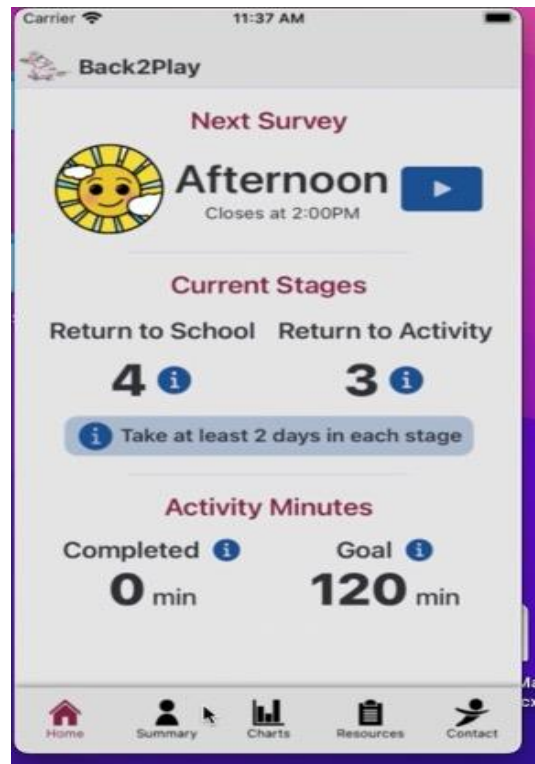 Carrier 11:37 AM
Back2Play
Next Survey
Afternoon
Closes at 2:00PM
Current Stages
Return to School Return to Activity
4 3
Take at least 2 days in each stage
Activity Minutes
Completed Goal
0 min 120 min
Home Summary Charts Resources Contact